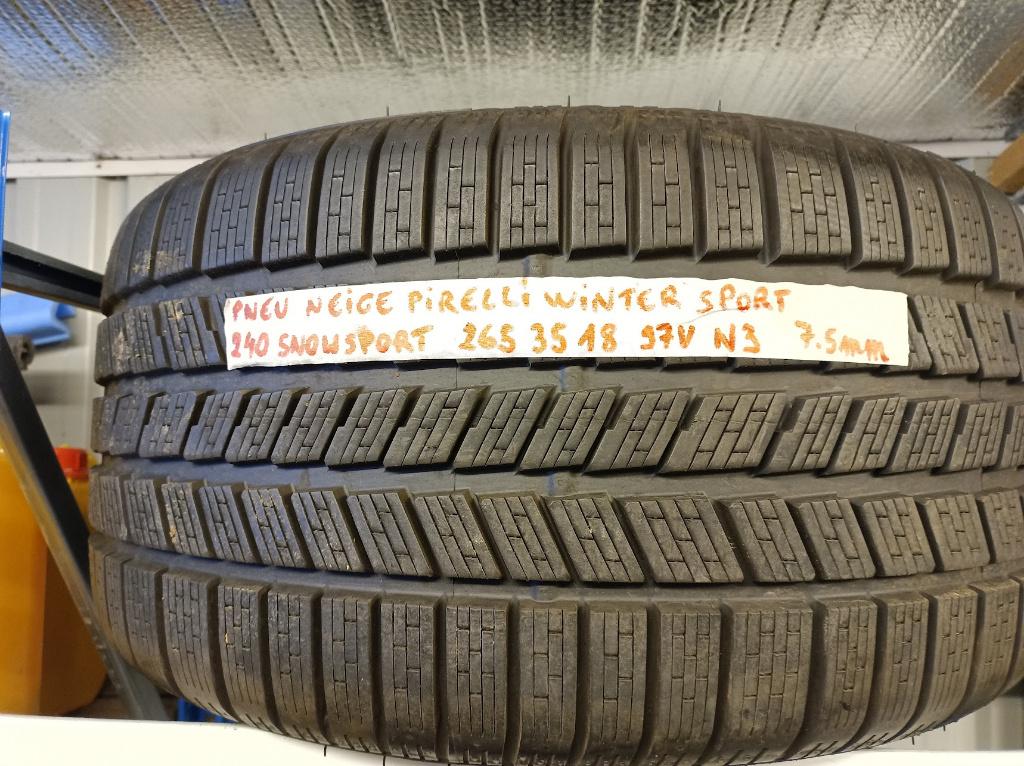 PNEU NEIGE PIRELLI WINTER SPORT
240 SNOWSPORT 265 35 18 97V N3 7.5mm